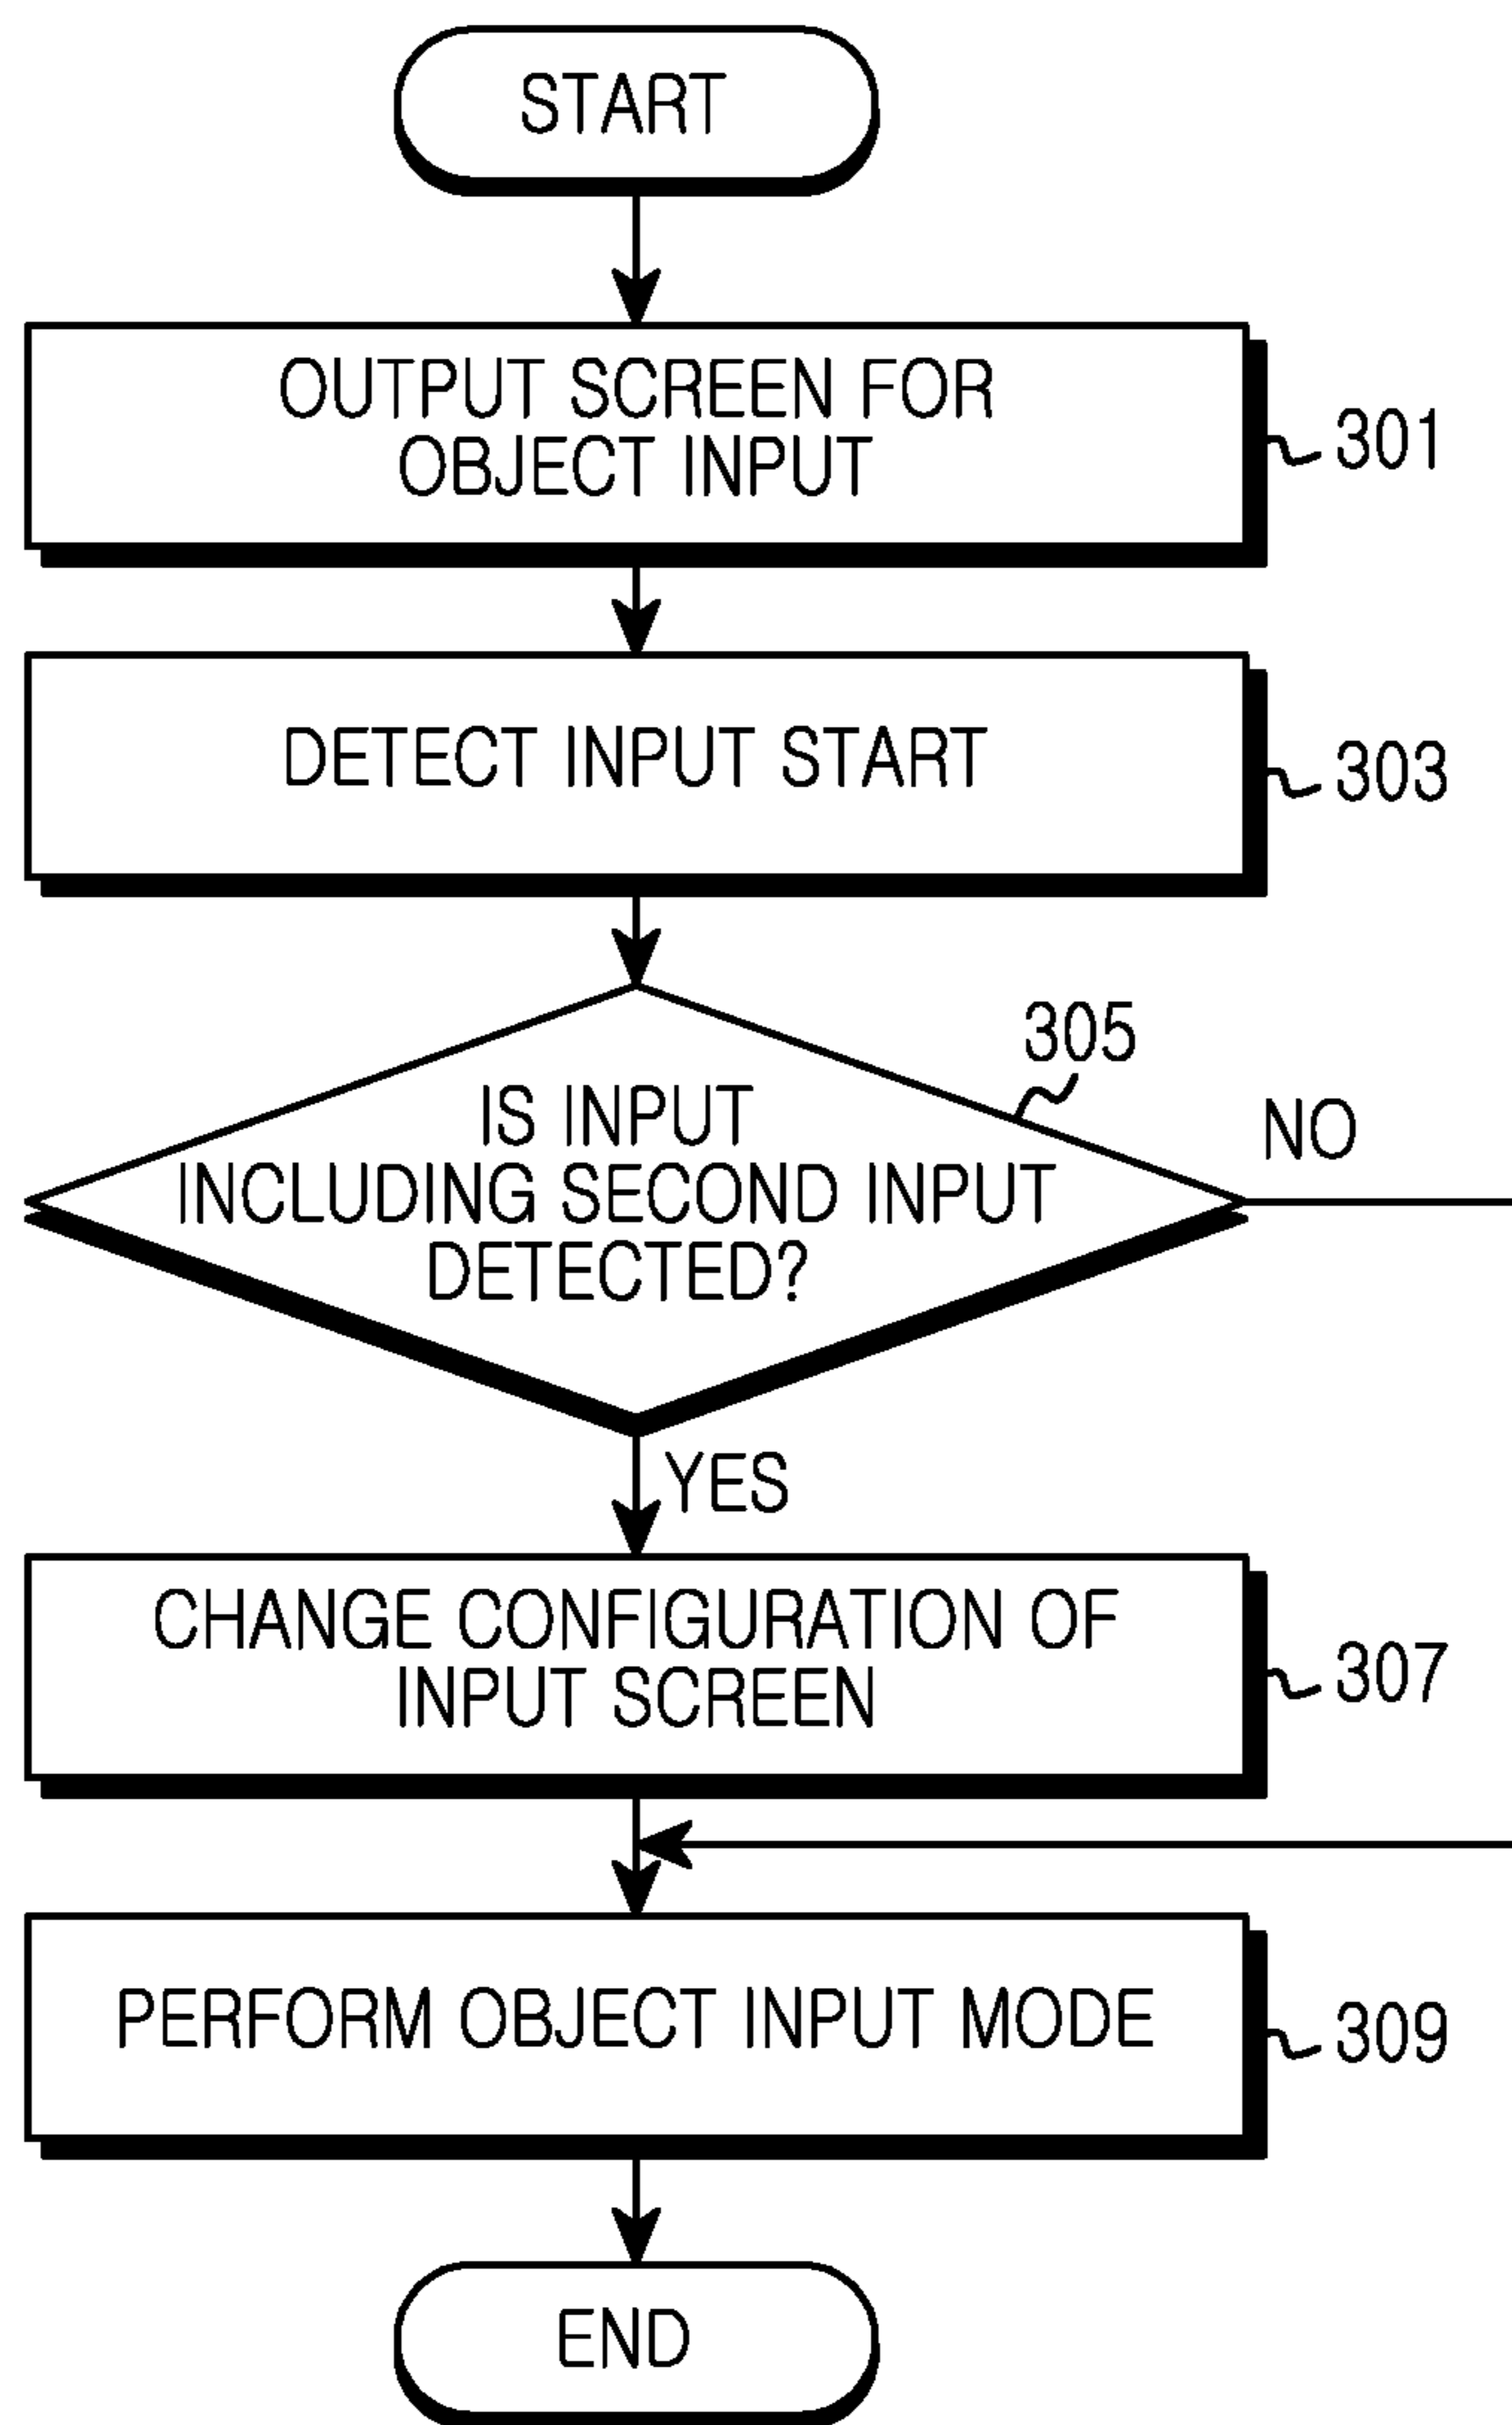 START
OUTPUT SCREEN FOR
OBJECT INPUT
301
DETECT INPUT START
303
305
IS INPUT
INCLUDING SECOND INPUT
DETECTED?
NO
YES
CHANGE CONFIGURATION OF
INPUT SCREEN
307
PERFORM OBJECT INPUT MODE
309
END